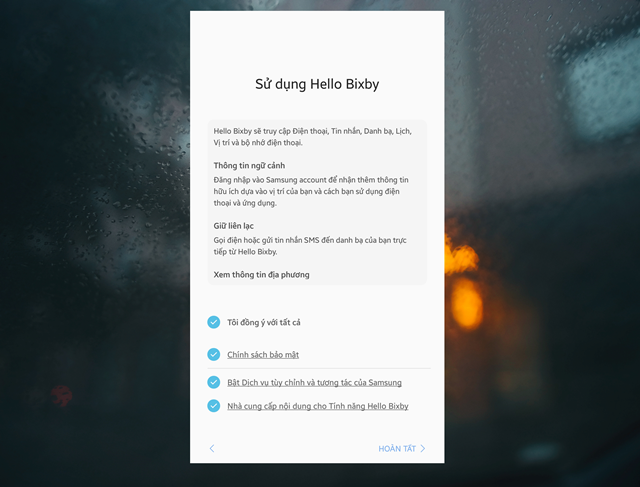 Sử dụng Hello Bixby
Hello Bixby sẽ truy cập Điện thoại, Tin nhắn, Danh bạ, Lịch,
Vị trí và bộ nhớ điện thoại.
Thông tin ngữ cảnh
Đăng nhập vào Samsung account để nhận thêm thông tin
hữu ích dựa vào vị trí của bạn và cách bạn sử dụng điện
thoại và ứng dụng.
Giữ liên lạc
Gọi điện hoặc gửi tin nhắn SMS đến danh bạ của bạn trực
tiếp từ Hello Bixby.
Xem thông tin địa phương
Tôi đồng ý với tất cả
Chính sách bảo mật
Bật Dịch vụ tùy chỉnh và tương tác của Samsung
Nhà cung cấp nội dung cho Tính năng Hello Bixby
HOÀN TẤT